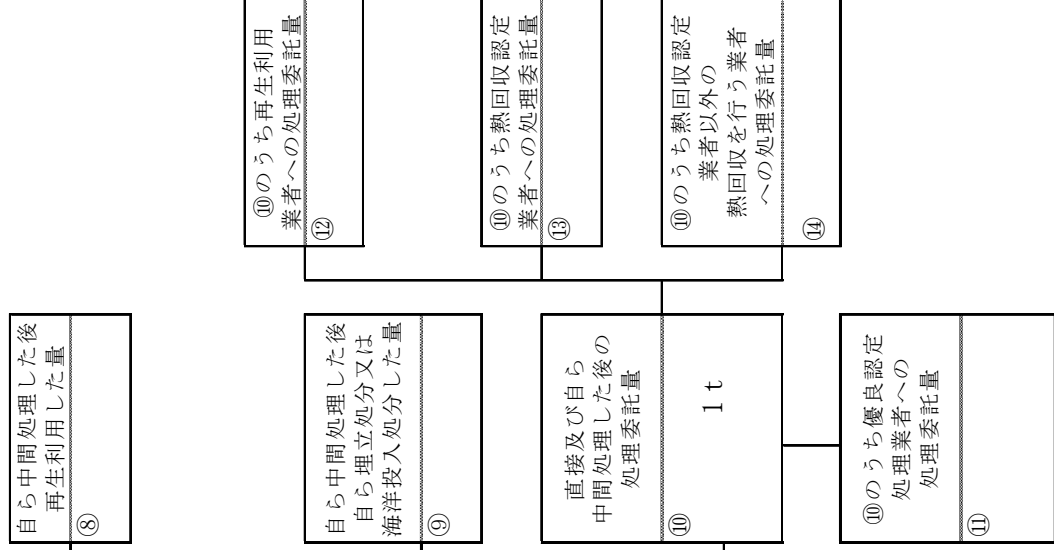 自ら中間処理した後
再生利用した量
⑧
自ら中間処理した後
自ら埋立処分又は
海洋投入処分した量
⑨
直接及び自ら
中間処理した後の
処理委託量
⑩
1 t
⑩のうち優良認定
処理業者への
処理委託量
⑪
⑩のうち再生利用
業者への処理委託量
⑫
⑩のうち熱回収認定
業者への処理委託量
⑬
⑩のうち熱回収認定
業者以外の
熱回収を行う業者
への処理委託量
⑭